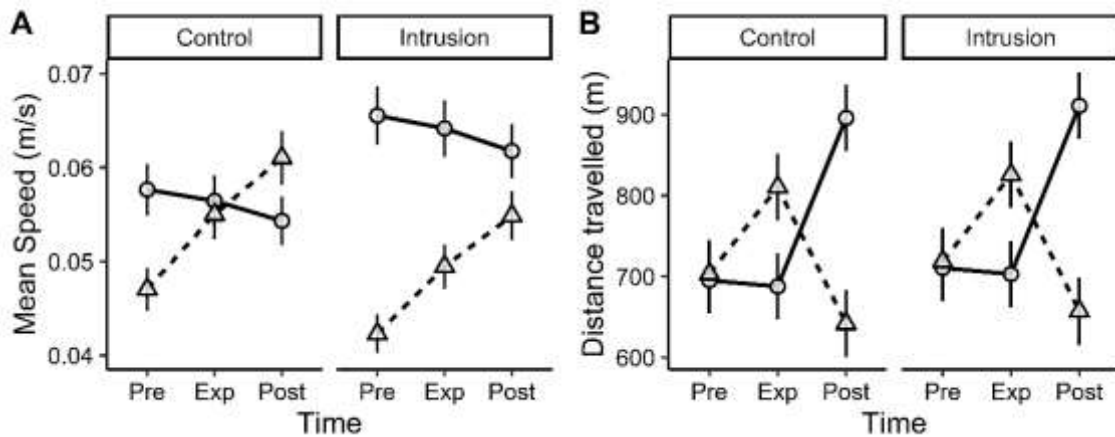 A
Control
Intrusion
Mean Speed (m/s)
0.07
0.06
0.05
0.04
Pre Exp Post
Pre Exp Post
Time
B
Control
Intrusion
Distance travelled (m)
900
800
700
600
Pre Exp Post
Pre Exp Post
Time